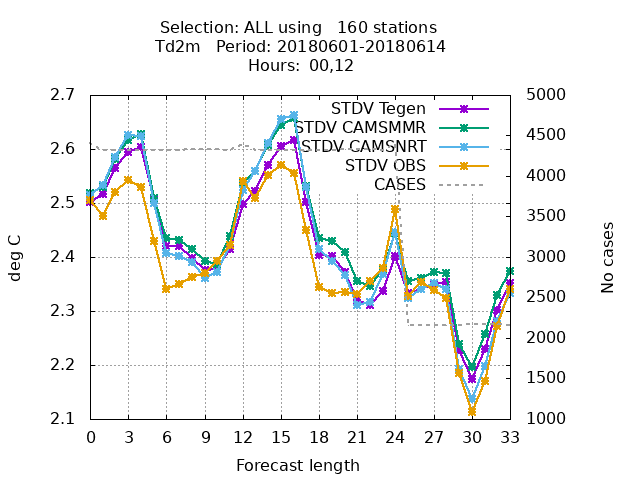 Selection: ALL using   160 stations
Td2m   Period: 20180601-20180614
Hours: 00,12
2.7
2.6
2.5
2.4
2.3
2.2
2.1
deg C
5000
4500
4000
3500
3000
2500
2000
1500
1000
No cases
STDV Tegen
STDV CAMSMMR
STDV CAMSNRT
STDV OBS
CASES
0 3 6 9 12 15 18 21 24 27 30 33
Forecast length